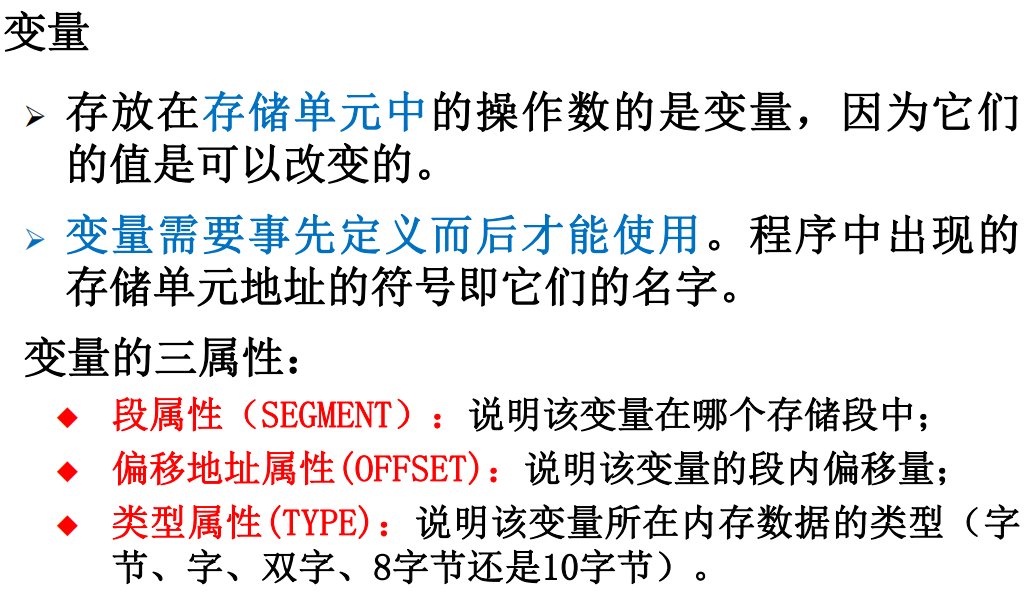 变量
存放在存储单元中的操作数的是变量，因为它们
的值是可以改变的。
变量需要事先定义而后才能使用。程序中出现的
存储单元地址的符号即它们的名字。
变量的三属性：
段属性（SEGMENT）：说明该变量在哪个存储段中；
偏移地址属性(OFFSET)：说明该变量的段内偏移量；
类型属性(TYPE)：说明该变量所在内存数据的类型（字
节、字、双字、8字节还是10字节）。